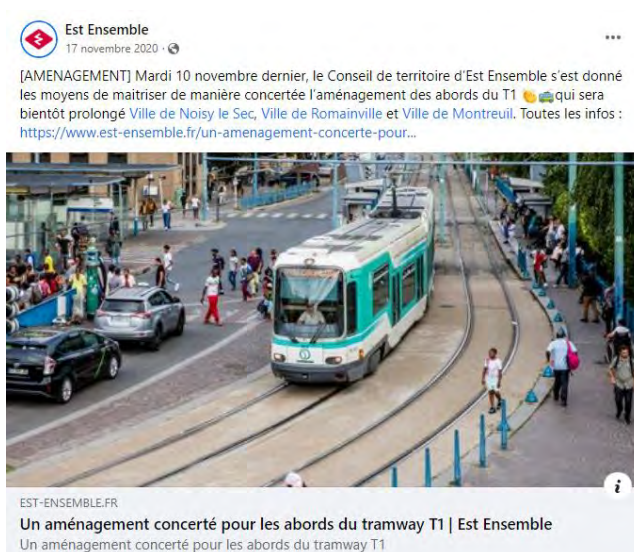 Est Ensemble
17 novembre 2020 ·
[AMENAGEMENT] Mardi 10 novembre dernier, le Conseil de territoire d'Est Ensemble s'est donné
les moyens de maitriser de manière concertée l'aménagement des abords du T1 👏🚋qui sera
bientôt prolongé Ville de Noisy le Sec, Ville de Romainville et Ville de Montreuil. Toutes les infos :
https://www.est-ensemble.fr/un-amenagement-concerte-pour...
EST-ENSEMBLE.FR
Un aménagement concerté pour les abords du tramway T1 | Est Ensemble
Un aménagement concerté pour les abords du tramway T1